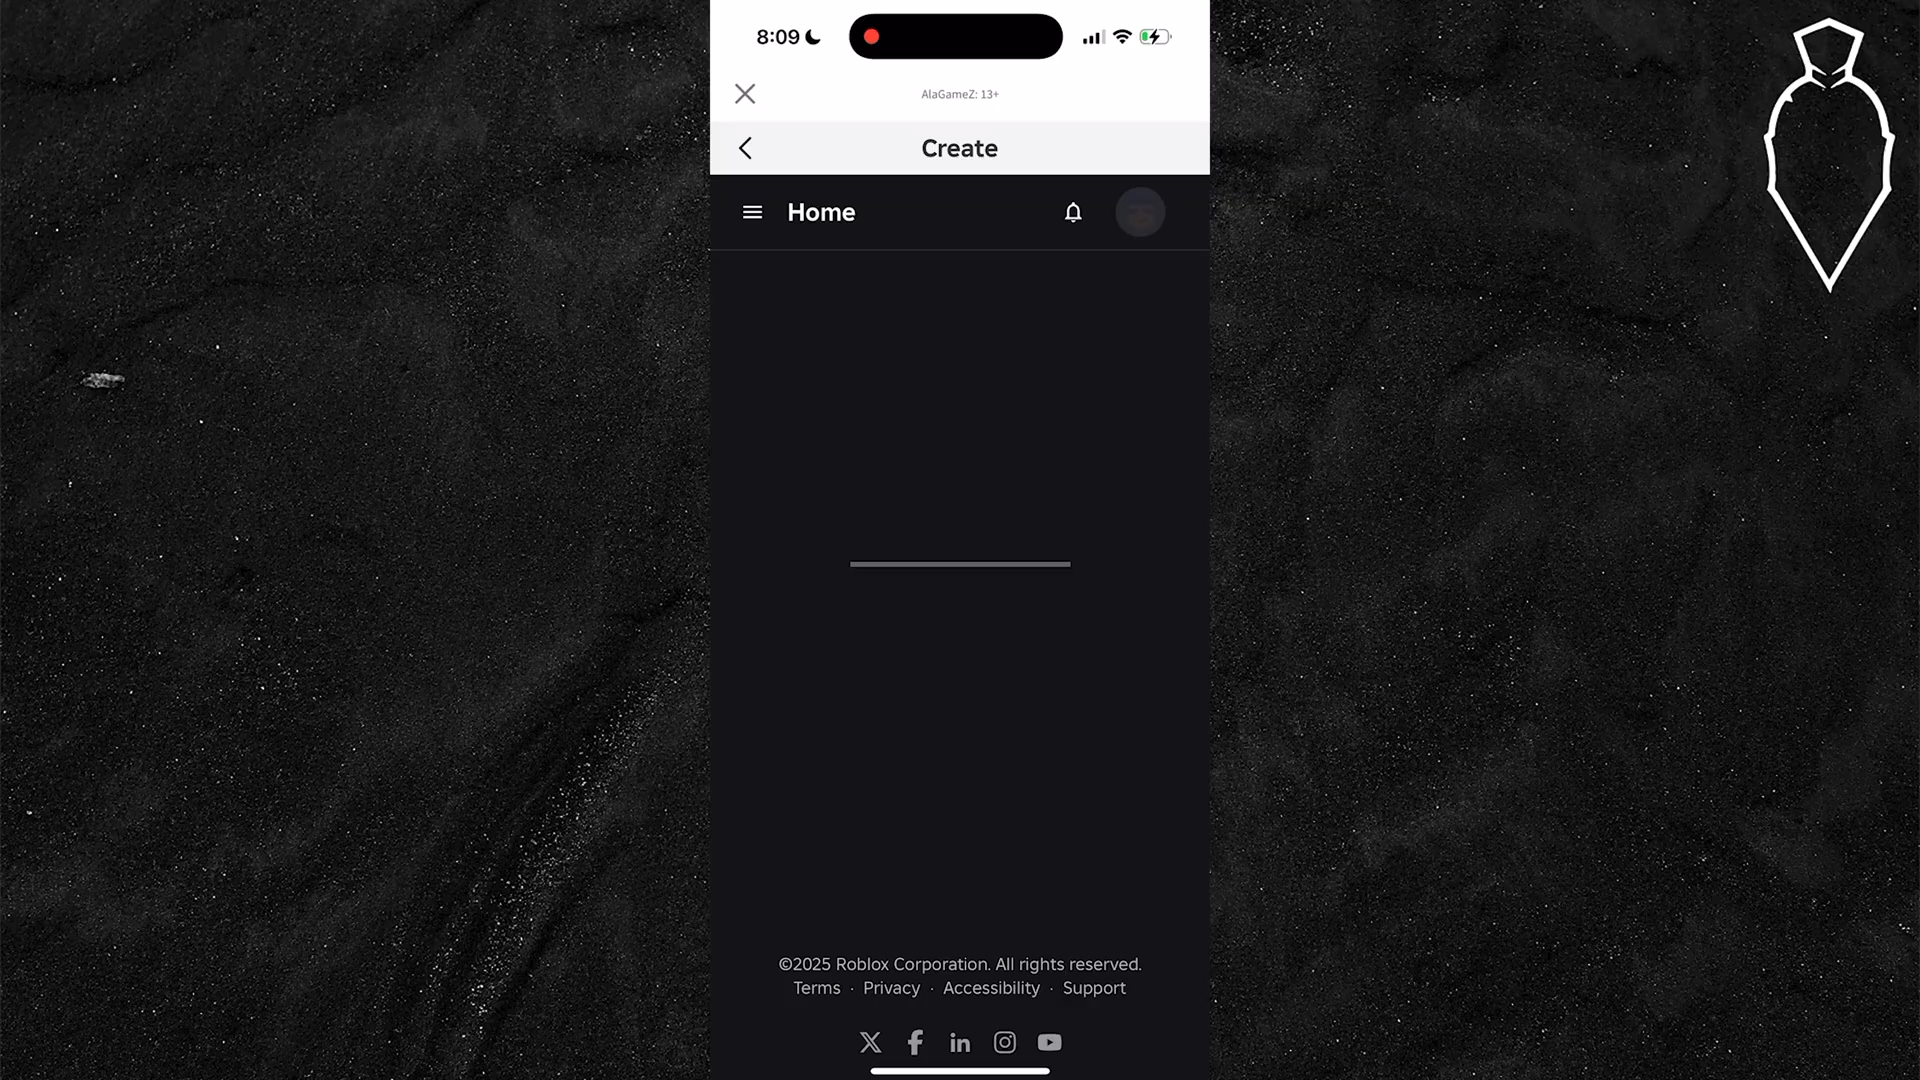 8:09
AlaGameZ: 13+
Create
Home
©2025 Roblox Corporation. All rights reserved.
Terms · Privacy · Accessibility · Support